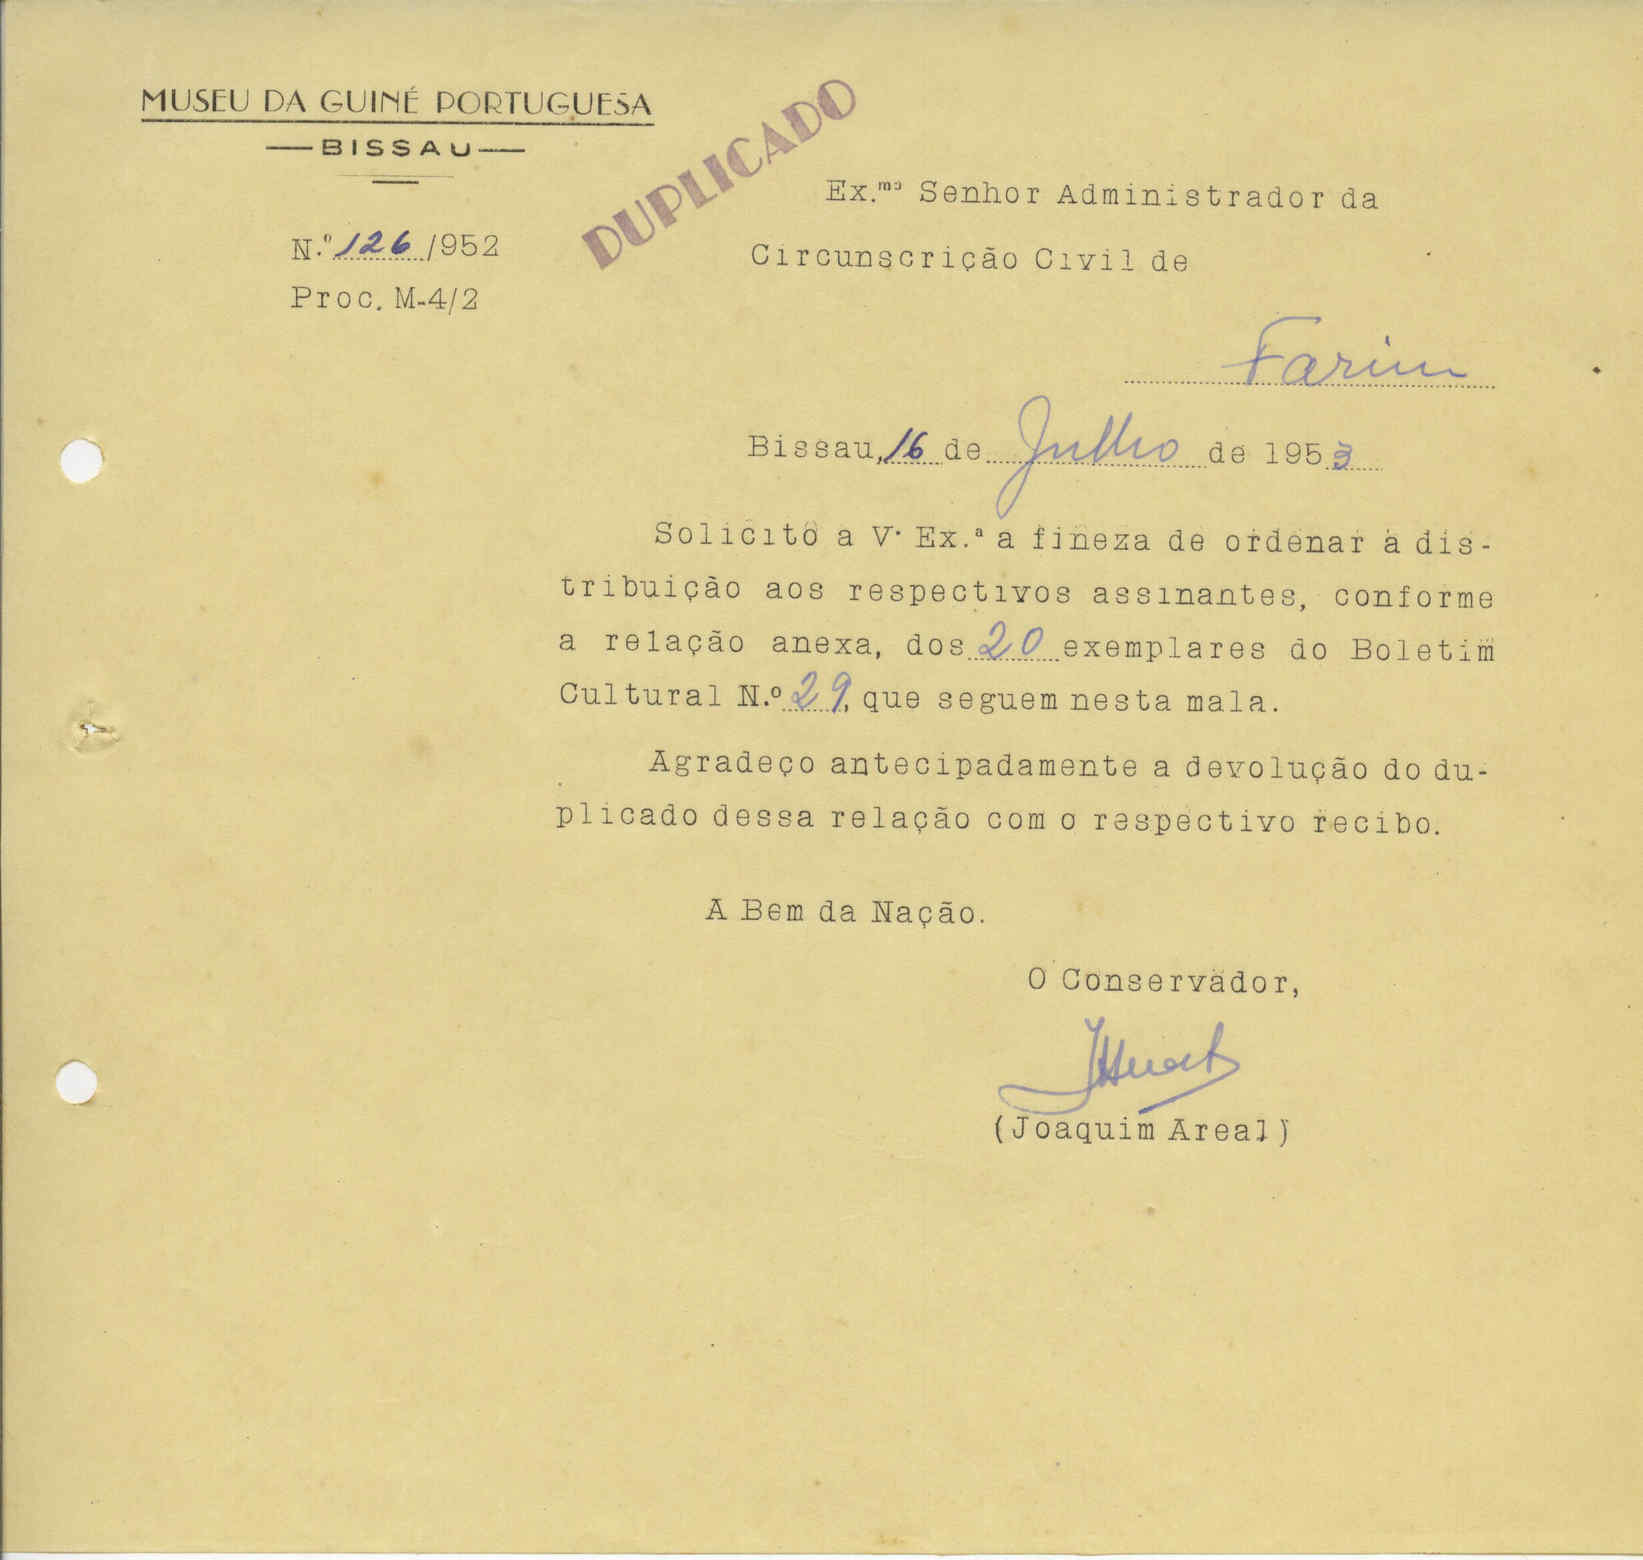 MUSEU DA GUINÉ PORTUGUESA
BISSAU
DUPLICADO
N.º 126/952
Proc. M-4/2
Ex.mo Senhor Administrador da
Circunscrição Civil de
Farim
Bissau, 16 de Julho de 1953
Solicito a V. Ex.ª a fineza de ordenar a dis-
tribuição aos respectivos assinantes, conforme
a relação anexa, dos 20 exemplares do Boletim
Cultural N.º 29, que seguem nesta mala.
Agradeço antecipadamente a devolução do du-
plicado dessa relação com o respectivo recibo.
A Bem da Nação.
O Conservador,
(Joaquim Areal)